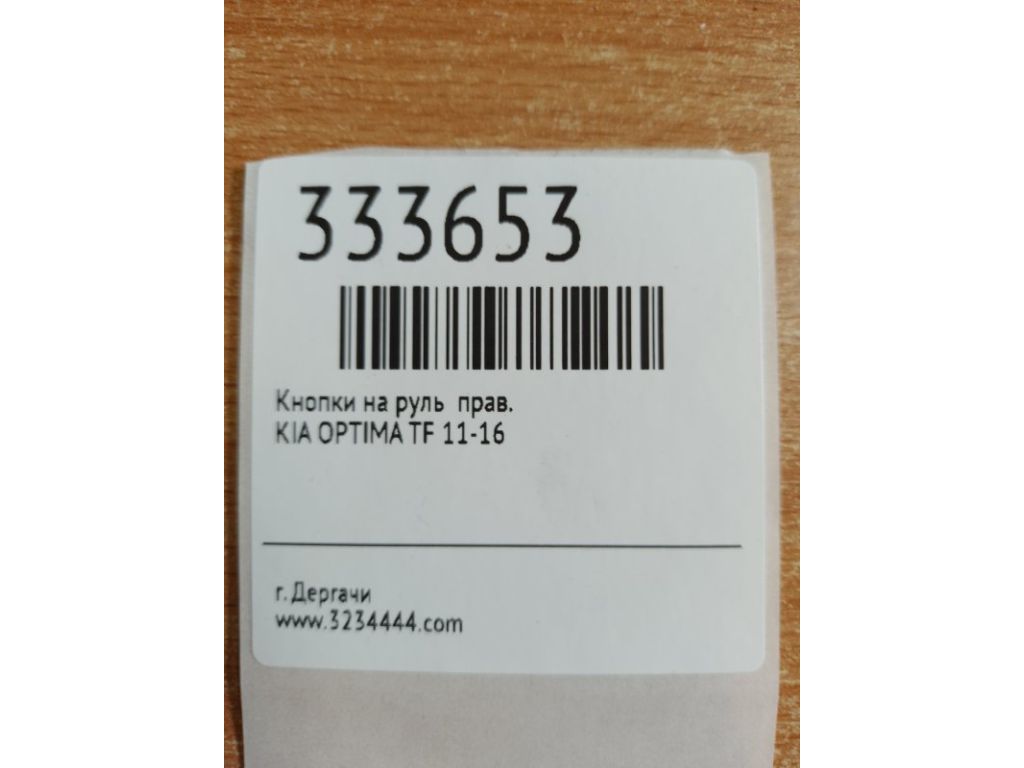 333653
Кнопки на руль прав.
KIA OPTIMA TF 11-16
г. Дергачи
www.3234444.com